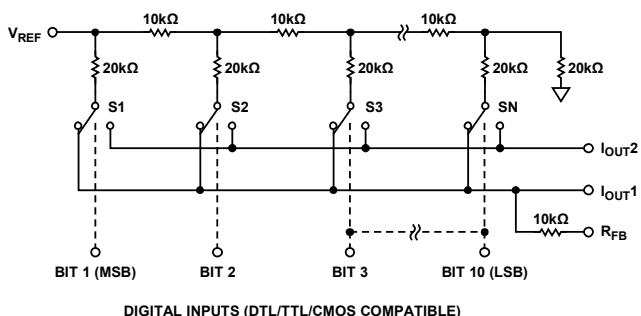 10kΩ 10kΩ 10kΩ
VREF
20kΩ 20kΩ 20kΩ 20kΩ 20kΩ
S1 S2 S3 SN
IOUT2
IOUT1
10kΩ
RFB
BIT 1 (MSB) BIT 2 BIT 3 BIT 10 (LSB)
DIGITAL INPUTS (DTL/TTL/CMOS COMPATIBLE)